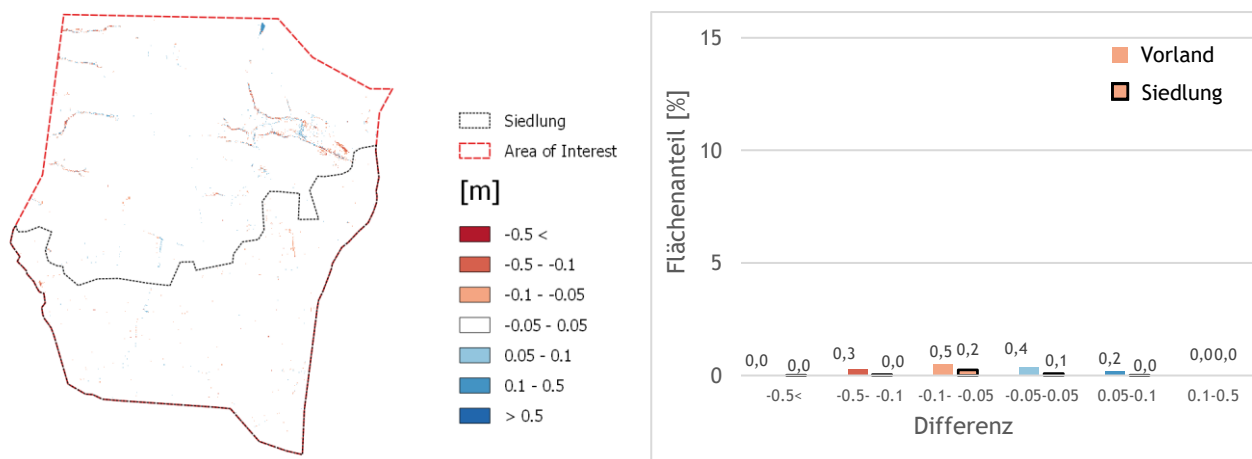 Siedlung
Area of Interest
[m]
-0.5 <
-0.5 - -0.1
-0.1 - -0.05
-0.05 - 0.05
0.05 - 0.1
0.1 - 0.5
> 0.5
Flächenanteil [%]
15
10
5
0
Vorland
Siedlung
0,0 0,0 0,3 0,0 0,5 0,2 0,4 0,1 0,2 0,0 0,00,0
-0.5< -0.5- -0.1 -0.1- -0.05 -0.05-0.05 0.05-0.1 0.1-0.5
Differenz